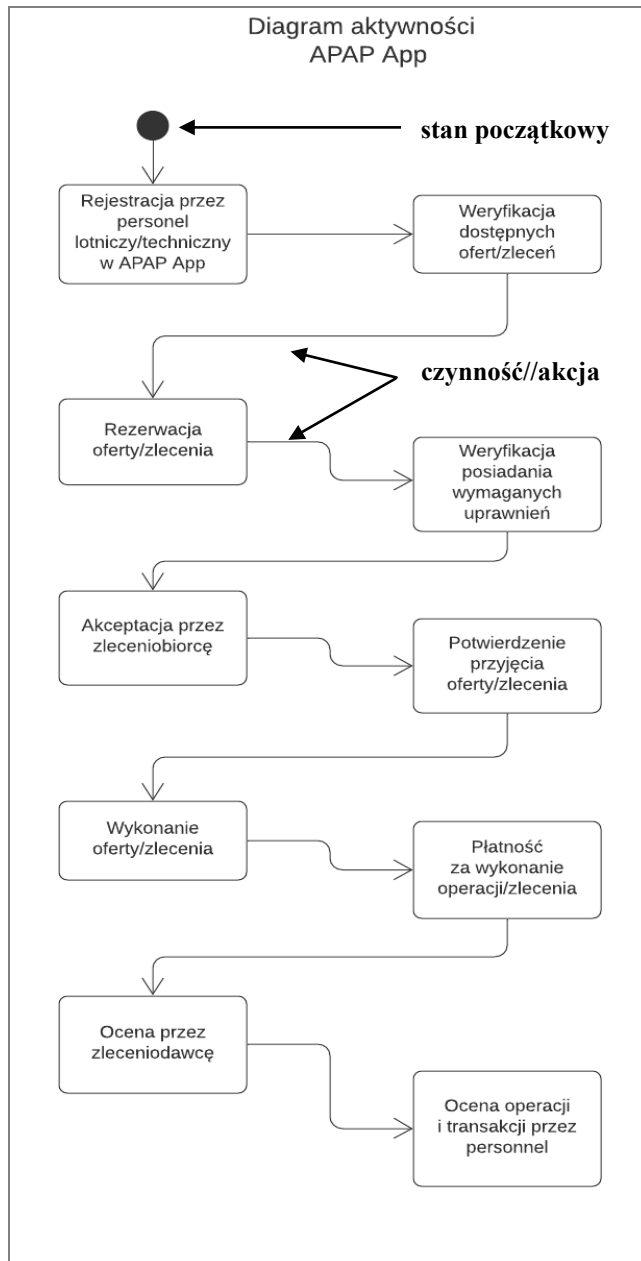 Diagram aktywności
APAP App
stan początkowy
Rejestracja przez
personel
lotniczy/techniczny
w APAP App
Weryfikacja
dostępnych
ofert/zleceń
czynność//akcja
Rezerwacja
oferty/zlecenia
Weryfikacja
posiadania
wymaganych
uprawnień
Akceptacja przez
zleceniobiorcę
Potwierdzenie
przyjęcia
oferty/zlecenia
Wykonanie
oferty/zlecenia
Płatność
za wykonanie
operacji/zlecenia
Ocena przez
zleceniodawcę
Ocena operacji
i transakcji przez
personnel